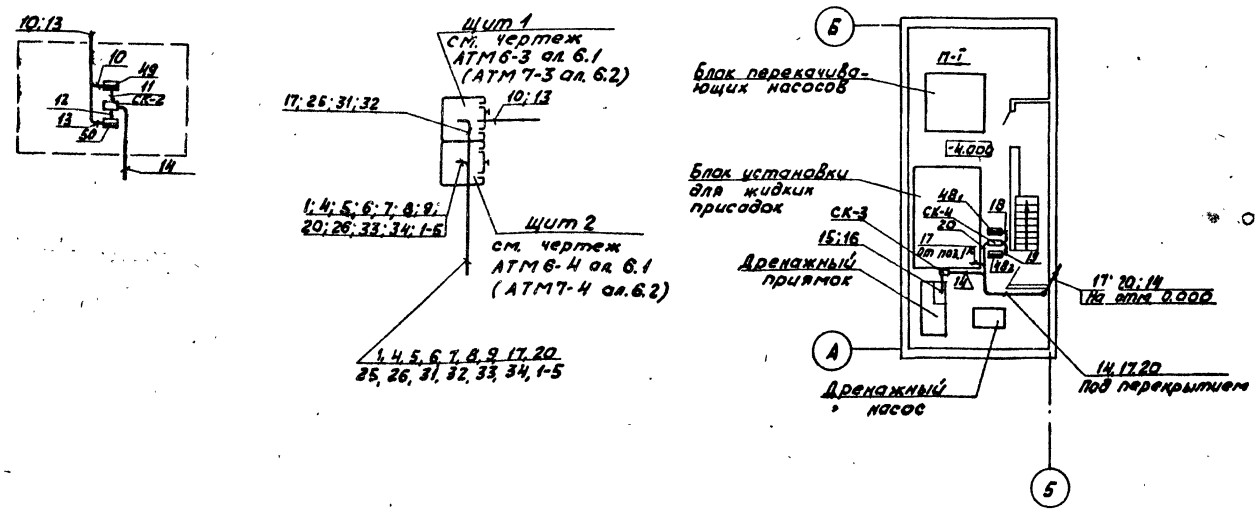 10; 13
10
49
11
СК-2
12
13
50
14
Щит 1
см. чертеж
АТМ 6-3 ал. 6.1
(АТМ 7-3 ал. 6.2)
17; 25; 31; 32
10; 13
1; 4; 5; 6; 7; 8; 9;
20; 26; 33; 34; 1-5
Щит 2
см. чертеж
АТМ 6-4 ал. 6.1
(АТМ 7-4 ал. 6.2)
1, 4, 5, 6, 7, 8, 9, 17, 20
25, 26, 31, 32, 33, 34, 1-5
Б
П-I
Блок перекачива-
ющих насосов
-4.000
Блок установки
для жидких
присадок
48₁
18
СК-4
20
СК-3
17
От поз. 1
15; 16
19
48₂
14
Дренажный
приямок
17; 20; 14
На отм. 0.000
А
14, 17, 20
Под перекрытием
Дренажный
насос
5